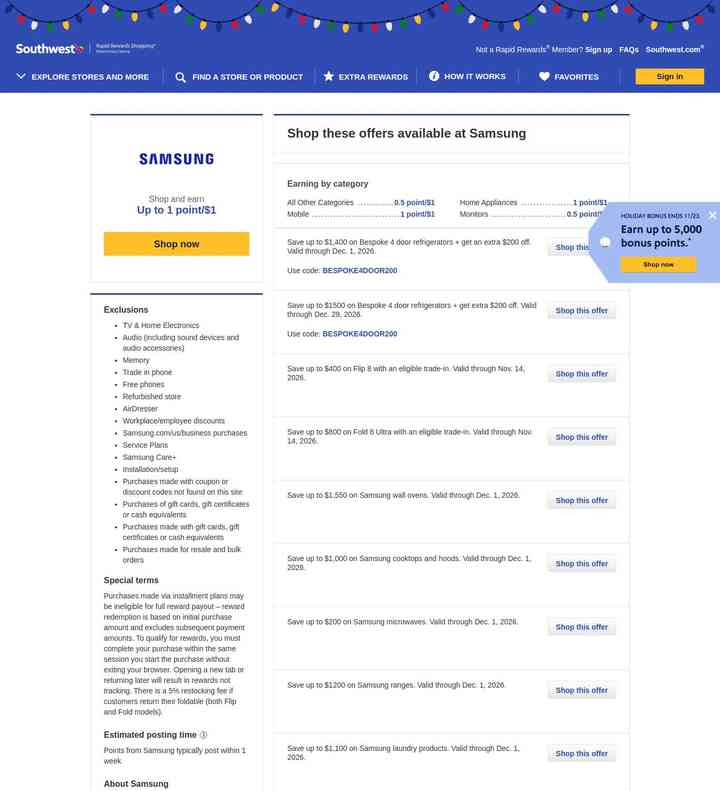 Southwest
Rapid Rewards Shopping®
Not a Rapid Rewards® Member? Sign up
FAQs
Southwest.com®
EXPLORE STORES AND MORE
FIND A STORE OR PRODUCT
EXTRA REWARDS
HOW IT WORKS
FAVORITES
Sign in
SAMSUNG
Shop and earn
Up to 1 point/$1
Shop now
Exclusions
• TV & Home Electronics
• Audio (including sound devices and
audio accessories)
• Memory
• Trade in phone
• Free phones
• Refurbished store
• AirDresser
• Workplace/employee discounts
• Samsung.com/us/business purchases
• Service Plans
• Samsung Care+
• Installation/setup
• Purchases made with coupon or
discount codes not found on this site
• Purchases of gift cards, gift certificates
or cash equivalents
• Purchases made with gift cards, gift
certificates or cash equivalents
• Purchases made for resale and bulk
orders
Special terms
Purchases made via installment plans may
be ineligible for full reward payout – reward
redemption is based on initial purchase
amount and excludes subsequent payment
amounts. To qualify for rewards, you must
complete your purchase within the same
session you start the purchase without
exiting your browser. Opening a new tab or
returning later will result in rewards not
tracking. There is a 5% restocking fee if
customers return their foldable (both Flip
and Fold models).
Estimated posting time
Points from Samsung typically post within 1
week
About Samsung
Shop these offers available at Samsung
Earning by category
All Other Categories 0.5 point/$1
Home Appliances 1 point/$1
Mobile 1 point/$1
Monitors 0.5 point/
Save up to $1,400 on Bespoke 4 door refrigerators + get an extra $200 off.
Valid through Dec. 1, 2026.
Use code: BESPOKE4DOOR200
Shop this
Save up to $1500 on Bespoke 4 door refrigerators + get extra $200 off. Valid
through Dec. 29, 2026.
Use code: BESPOKE4DOOR200
Shop this offer
Save up to $400 on Flip 8 with an eligible trade-in. Valid through Nov. 14,
2026.
Shop this offer
Save up to $800 on Fold 8 Ultra with an eligible trade-in. Valid through Nov.
14, 2026.
Shop this offer
Save up to $1,550 on Samsung wall ovens. Valid through Dec. 1, 2026.
Shop this offer
Save up to $1,000 on Samsung cooktops and hoods. Valid through Dec. 1,
2026.
Shop this offer
Save up to $200 on Samsung microwaves. Valid through Dec. 1, 2026.
Shop this offer
Save up to $1200 on Samsung ranges. Valid through Dec. 1, 2026.
Shop this offer
Save up to $1,100 on Samsung laundry products. Valid through Dec. 1,
2026.
Shop this offer
HOLIDAY BONUS ENDS 11/23.
Earn up to 5,000
bonus points.*
Shop now